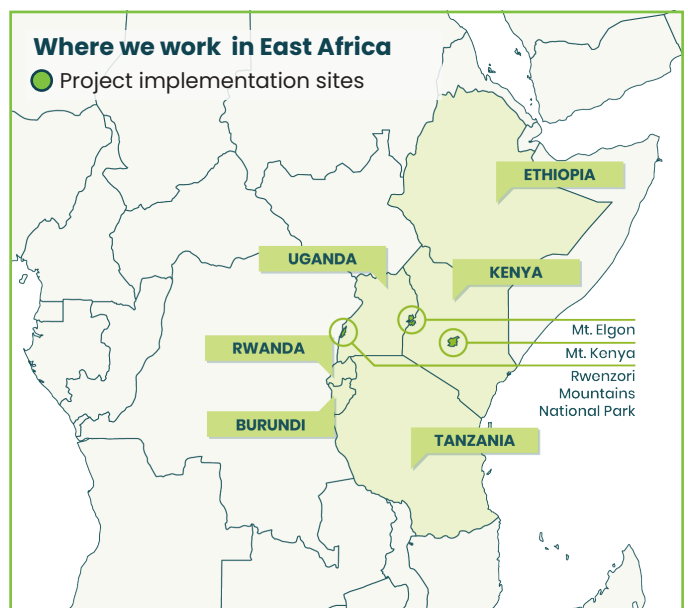 Where we work in East Africa
Project implementation sites
ETHIOPIA
UGANDA
KENYA
Mt. Elgon
RWANDA
Mt. Kenya
Rwenzori
Mountains
National Park
BURUNDI
TANZANIA